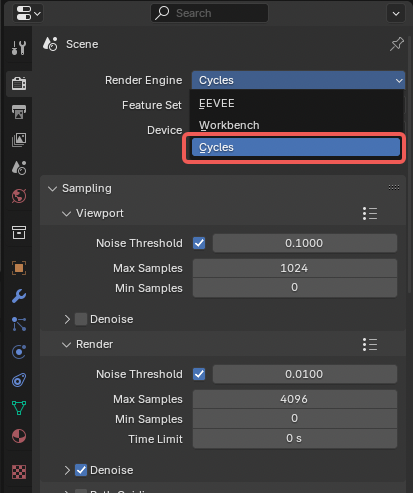 Search
Scene
Render Engine Cycles
Feature Set EEVEE
Device Workbench
Cycles
Sampling
Viewport
Noise Threshold 0.1000
Max Samples 1024
Min Samples 0
Denoise
Render
Noise Threshold 0.0100
Max Samples 4096
Min Samples 0
Time Limit 0 s
Denoise